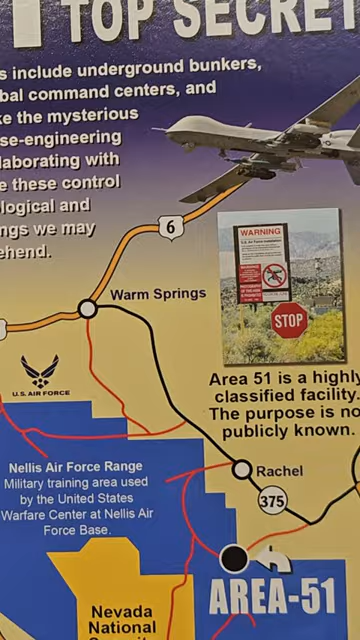 TOP SECRET
s include underground bunkers,
bal command centers, and
ke the mysterious
se-engineering
laborating with
e these control
logical and
ngs we may
ehend.
6
WARNING
STOP
Warm Springs
U.S. AIR FORCE
Area 51 is a highly
classified facility.
The purpose is no
publicly known.
Nellis Air Force Range
Military training area used
by the United States
Warfare Center at Nellis Air
Force Base.
Rachel
375
AREA-51
Nevada
National